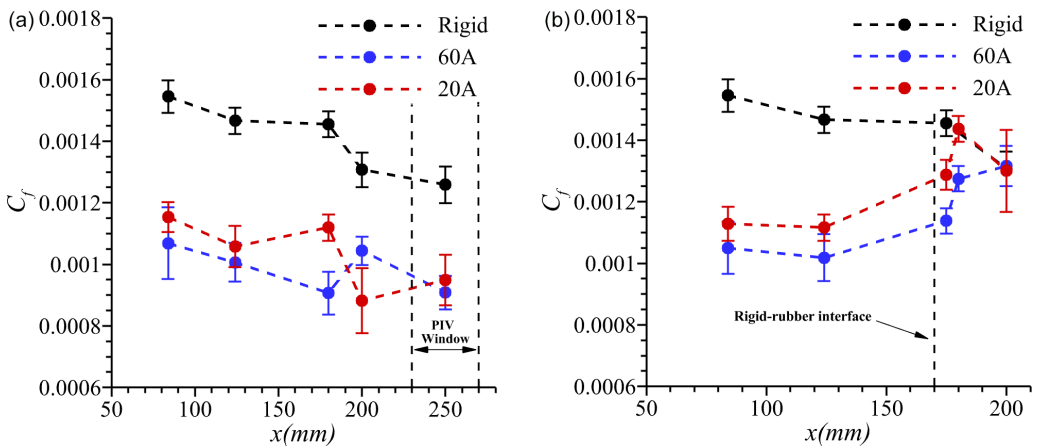 (a)
0.0018
0.0016
0.0014
0.0012
0.001
0.0008
0.0006
C_f
Rigid
60A
20A
PIV
Window
50
100
150
200
250
x(mm)
(b)
0.0018
0.0016
0.0014
0.0012
0.001
0.0008
0.0006
C_f
Rigid
60A
20A
Rigid-rubber interface
50
100
150
200
x(mm)